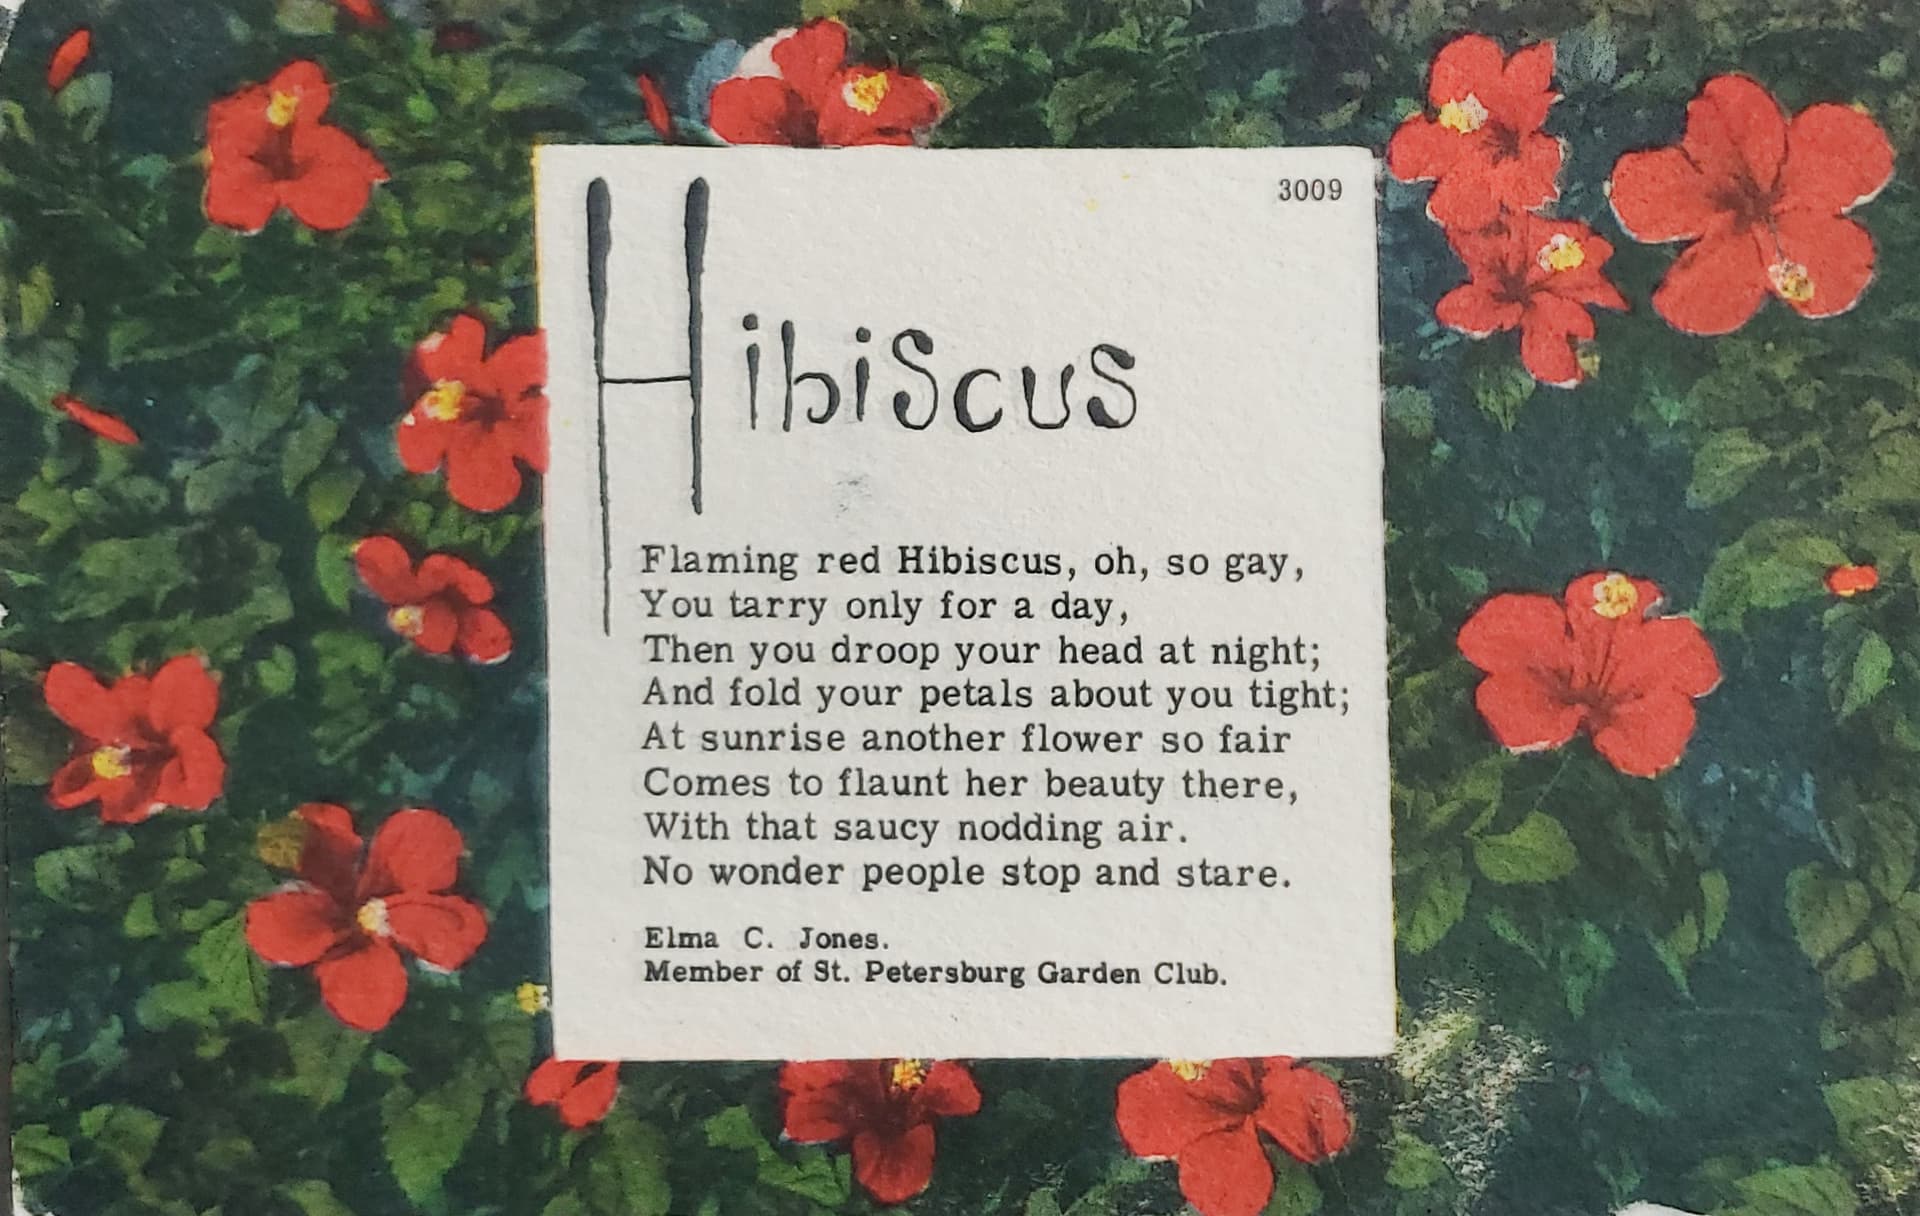 3009
Hibiscus
Flaming red Hibiscus, oh, so gay,
You tarry only for a day,
Then you droop your head at night;
And fold your petals about you tight;
At sunrise another flower so fair
Comes to flaunt her beauty there,
With that saucy nodding air.
No wonder people stop and stare.
Elma C. Jones.
Member of St. Petersburg Garden Club.